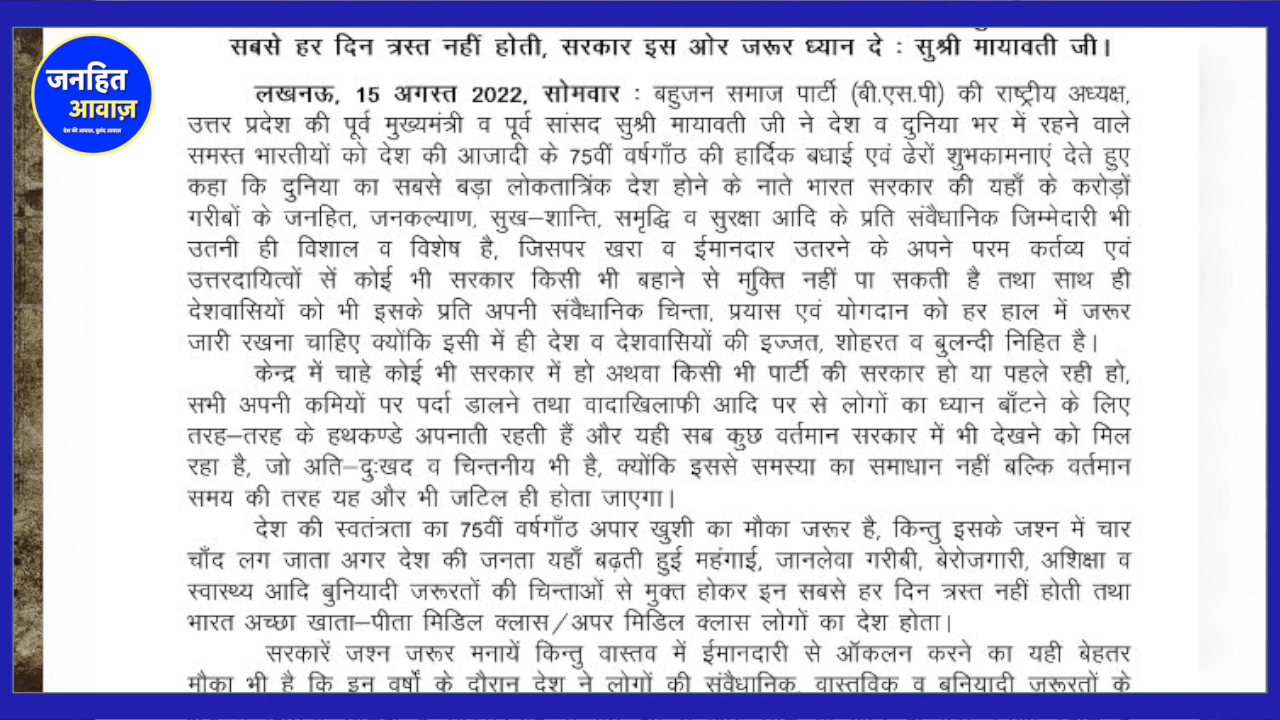 जनहित
आवाज़
देश की आवाज़, बुलंद आवाज़
सबसे हर दिन त्रस्त नहीं होती, सरकार इस ओर जरूर ध्यान दे : सुश्री मायावती जी।
लखनऊ, 15 अगस्त 2022, सोमवार : बहुजन समाज पार्टी (बी.एस.पी) की राष्ट्रीय अध्यक्ष,
उत्तर प्रदेश की पूर्व मुख्यमंत्री व पूर्व सांसद सुश्री मायावती जी ने देश व दुनिया भर में रहने वाले
समस्त भारतीयों को देश की आजादी के 75वीं वर्षगाँठ की हार्दिक बधाई एवं ढेरों शुभकामनाएं देते हुए
कहा कि दुनिया का सबसे बड़ा लोकतात्रिंक देश होने के नाते भारत सरकार की यहाँ के करोड़ों
गरीबों के जनहित, जनकल्याण, सुख–शान्ति, समृद्धि व सुरक्षा आदि के प्रति संवैधानिक जिम्मेदारी भी
उतनी ही विशाल व विशेष है, जिसपर खरा व ईमानदार उतरने के अपने परम कर्तव्य एवं
उत्तरदायित्वों सें कोई भी सरकार किसी भी बहाने से मुक्ति नहीं पा सकती है तथा साथ ही
देशवासियों को भी इसके प्रति अपनी संवैधानिक चिन्ता, प्रयास एवं योगदान को हर हाल में जरूर
जारी रखना चाहिए क्योंकि इसी में ही देश व देशवासियों की इज्जत, शोहरत व बुलन्दी निहित है।
केन्द्र में चाहे कोई भी सरकार में हो अथवा किसी भी पार्टी की सरकार हो या पहले रही हो,
सभी अपनी कमियों पर पर्दा डालने तथा वादाखिलाफी आदि पर से लोगों का ध्यान बाँटने के लिए
तरह–तरह के हथकण्डे अपनाती रहती हैं और यही सब कुछ वर्तमान सरकार में भी देखने को मिल
रहा है, जो अति–दुःखद व चिन्तनीय भी है, क्योंकि इससे समस्या का समाधान नहीं बल्कि वर्तमान
समय की तरह यह और भी जटिल ही होता जाएगा।
देश की स्वतंत्रता का 75वीं वर्षगाँठ अपार खुशी का मौका जरूर है, किन्तु इसके जश्न में चार
चाँद लग जाता अगर देश की जनता यहाँ बढ़ती हुई महंगाई, जानलेवा गरीबी, बेरोजगारी, अशिक्षा व
स्वास्थ्य आदि बुनियादी जरूरतों की चिन्ताओं से मुक्त होकर इन सबसे हर दिन त्रस्त नहीं होती तथा
भारत अच्छा खाता–पीता मिडिल क्लास/अपर मिडिल क्लास लोगों का देश होता।
सरकारें जश्न जरूर मनायें किन्तु वास्तव में ईमानदारी से ऑकलन करने का यही बेहतर
मौका भी है कि इन वर्षों के दौरान देश ने लोगों की संवैधानिक, वास्तविक व बुनियादी जरूरतों के